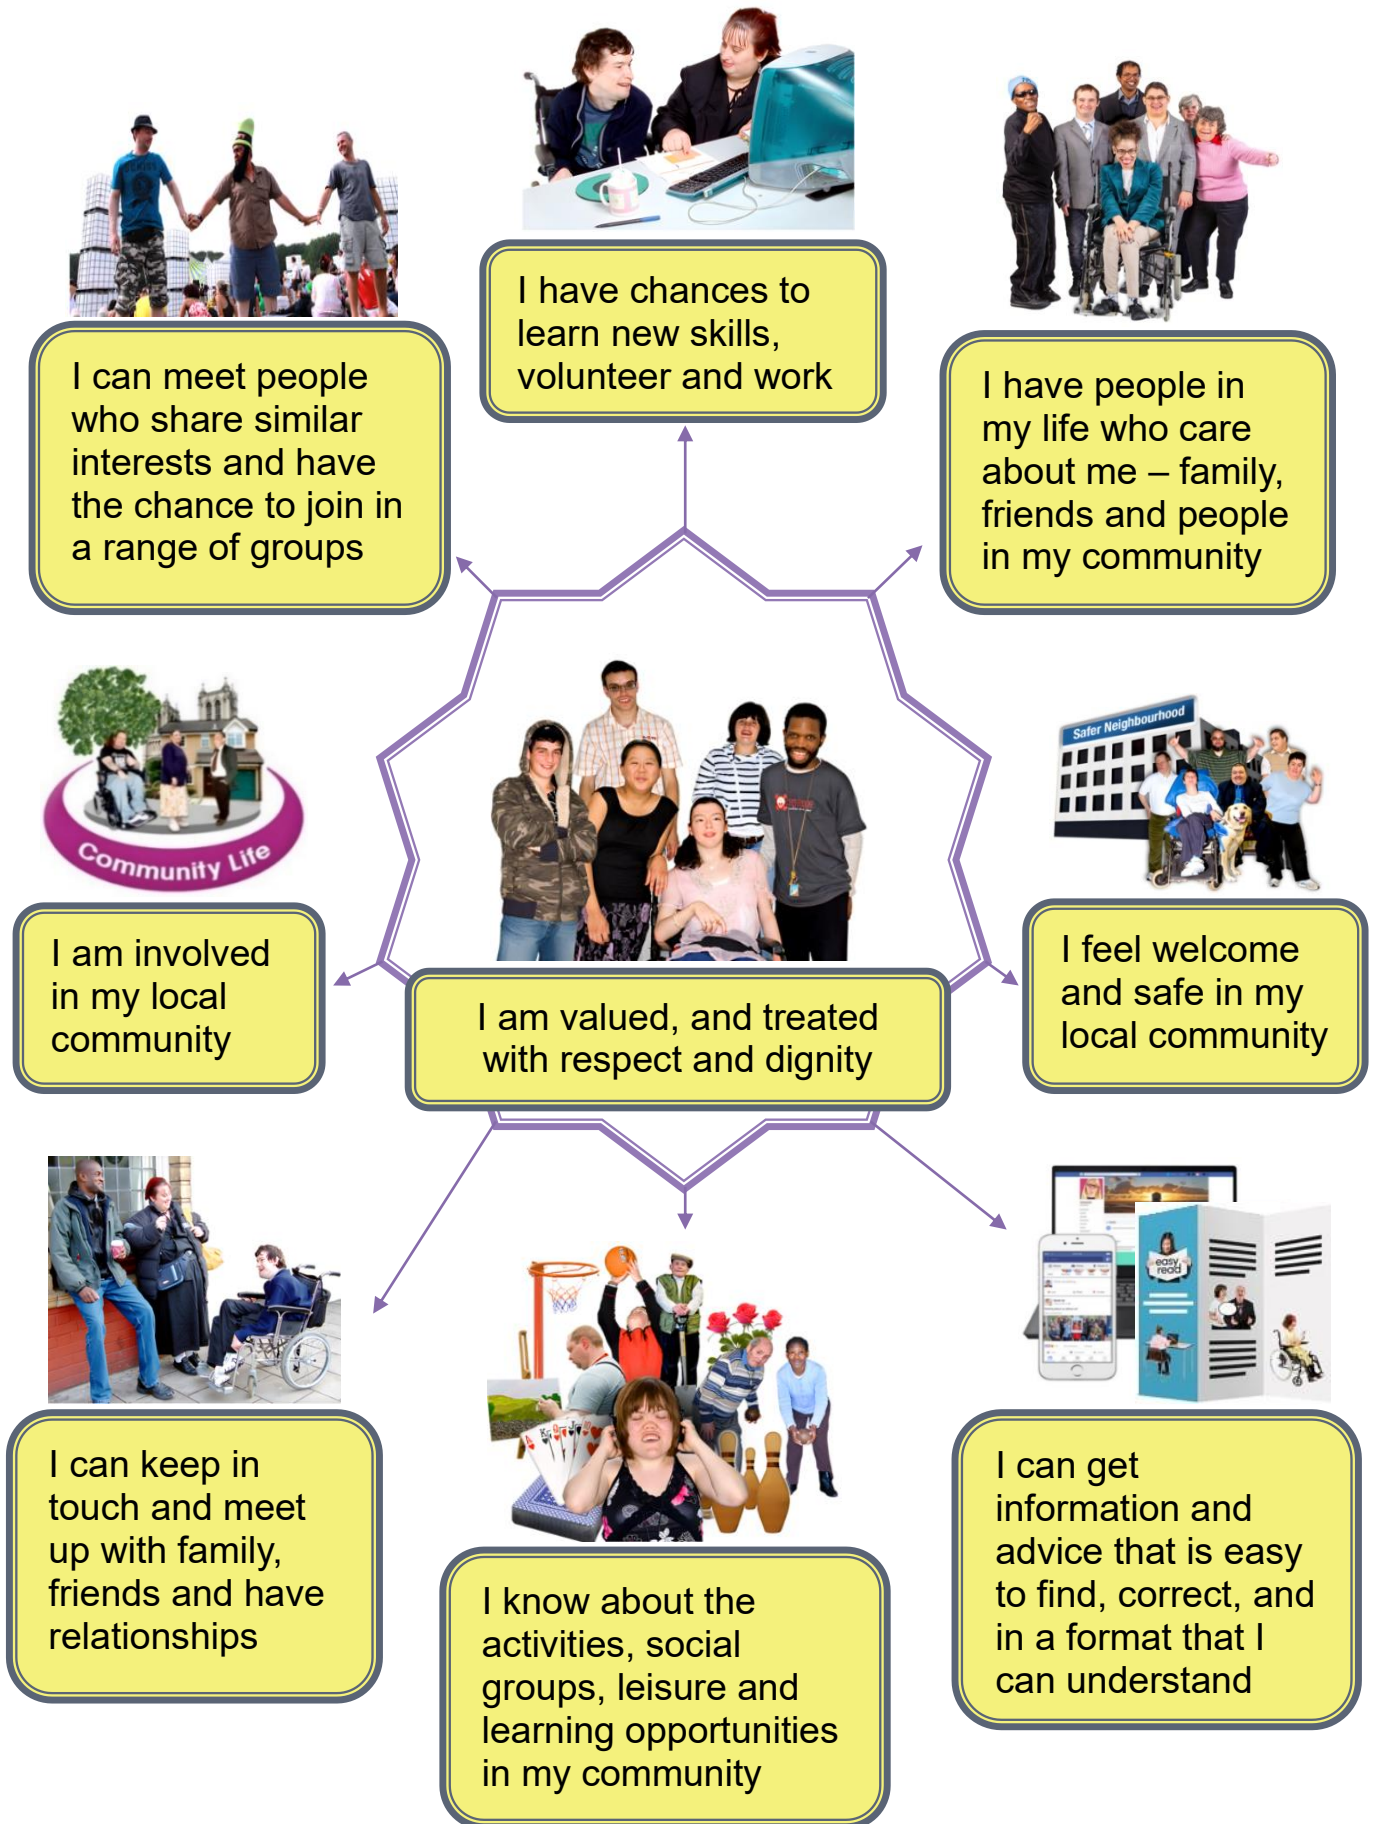 I have chances to
learn new skills,
volunteer and work
I can meet people
who share similar
interests and have
the chance to join in
a range of groups
I have people in
my life who care
about me – family,
friends and people
in my community
Community Life
Safer Neighbourhood
I am involved
in my local
community
I am valued, and treated
with respect and dignity
I feel welcome
and safe in my
local community
easy
read
I can keep in
touch and meet
up with family,
friends and have
relationships
I know about the
activities, social
groups, leisure and
learning opportunities
in my community
I can get
information and
advice that is easy
to find, correct, and
in a format that I
can understand